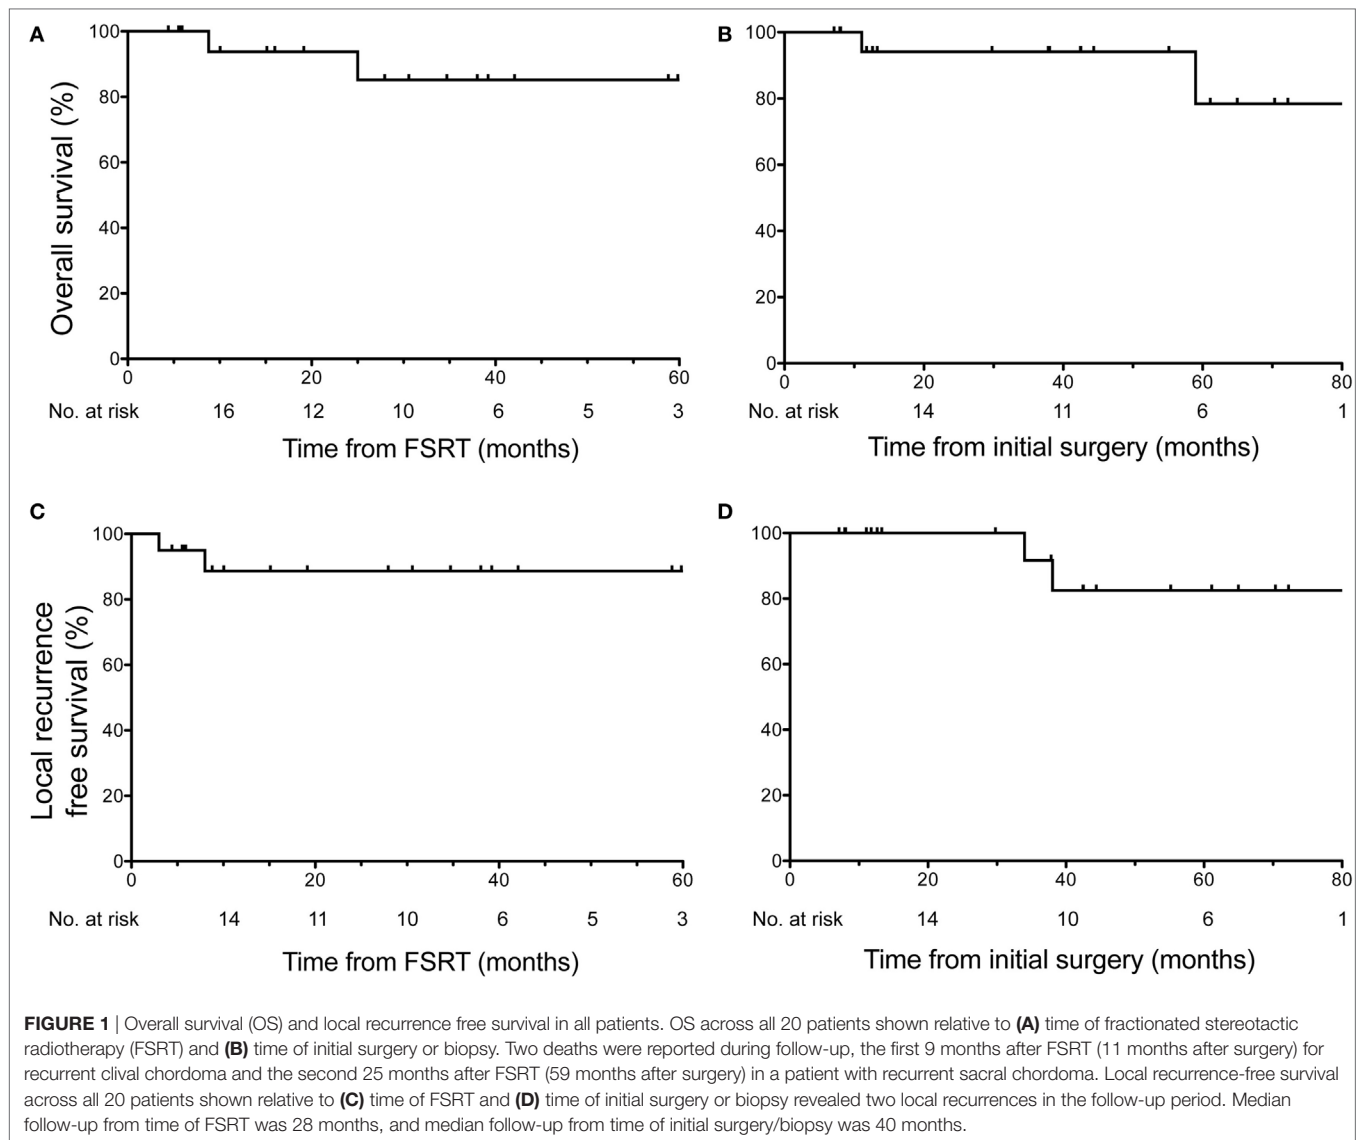 A
100
80
60
40
20
0
Overall survival (%)
0 20 40 60
No. at risk 16 12 10 6 5 3
Time from FSRT (months)
B
100
80
60
40
20
0
0 20 40 60 80
No. at risk 14 11 6 1
Time from initial surgery (months)
C
100
80
60
40
20
0
Local recurrence
free survival (%)
0 20 40 60
No. at risk 14 11 10 6 5 3
Time from FSRT (months)
D
100
80
60
40
20
0
0 20 40 60 80
No. at risk 14 10 6 1
Time from initial surgery (months)
FIGURE 1 | Overall survival (OS) and local recurrence free survival in all patients. OS across all 20 patients shown relative to (A) time of fractionated stereotactic
radiotherapy (FSRT) and (B) time of initial surgery or biopsy. Two deaths were reported during follow-up, the first 9 months after FSRT (11 months after surgery) for
recurrent clival chordoma and the second 25 months after FSRT (59 months after surgery) in a patient with recurrent sacral chordoma. Local recurrence-free survival
across all 20 patients shown relative to (C) time of FSRT and (D) time of initial surgery or biopsy revealed two local recurrences in the follow-up period. Median
follow-up from time of FSRT was 28 months, and median follow-up from time of initial surgery/biopsy was 40 months.